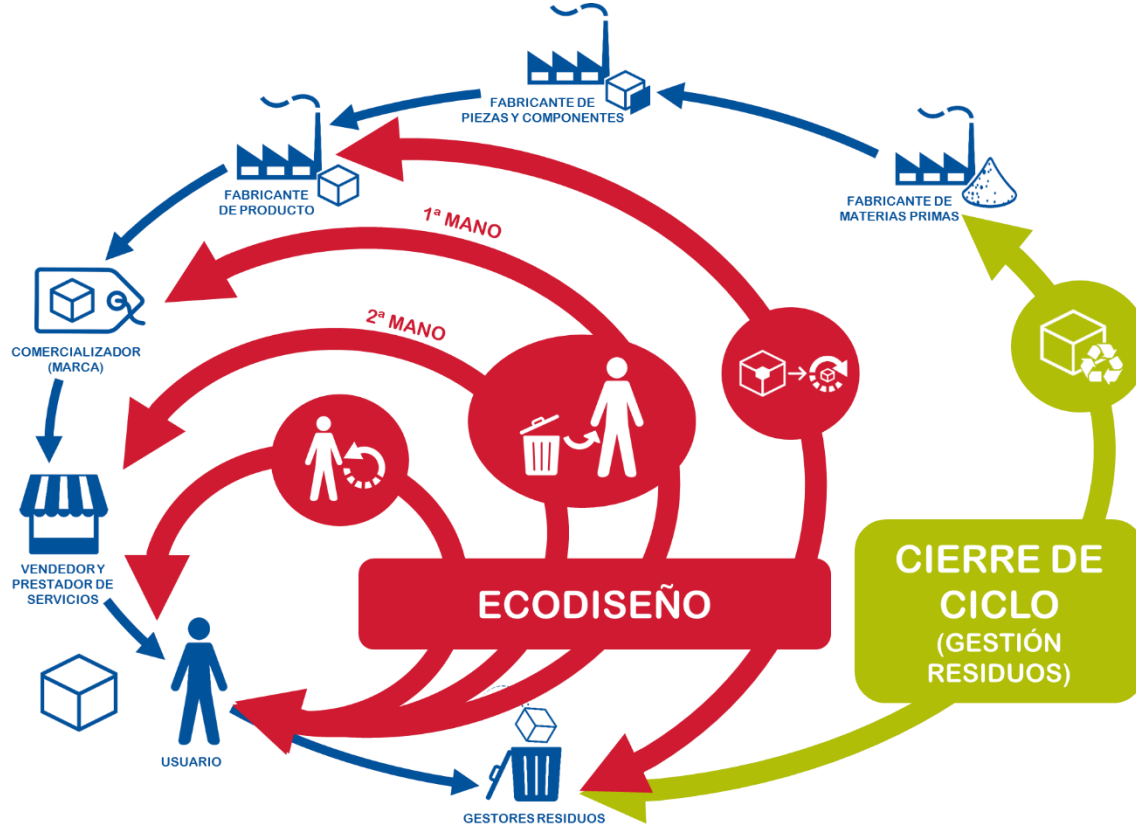 FABRICANTE DE
PIEZAS Y COMPONENTES
FABRICANTE
DE PRODUCTO
FABRICANTE DE
MATERIAS PRIMAS
1ª MANO
2ª MANO
COMERCIALIZADOR
(MARCA)
VENDEDOR Y
PRESTADOR DE
SERVICIOS
ECODISEÑO
CIERRE DE
CICLO
(GESTIÓN
RESIDUOS)
USUARIO
GESTORES RESIDUOS